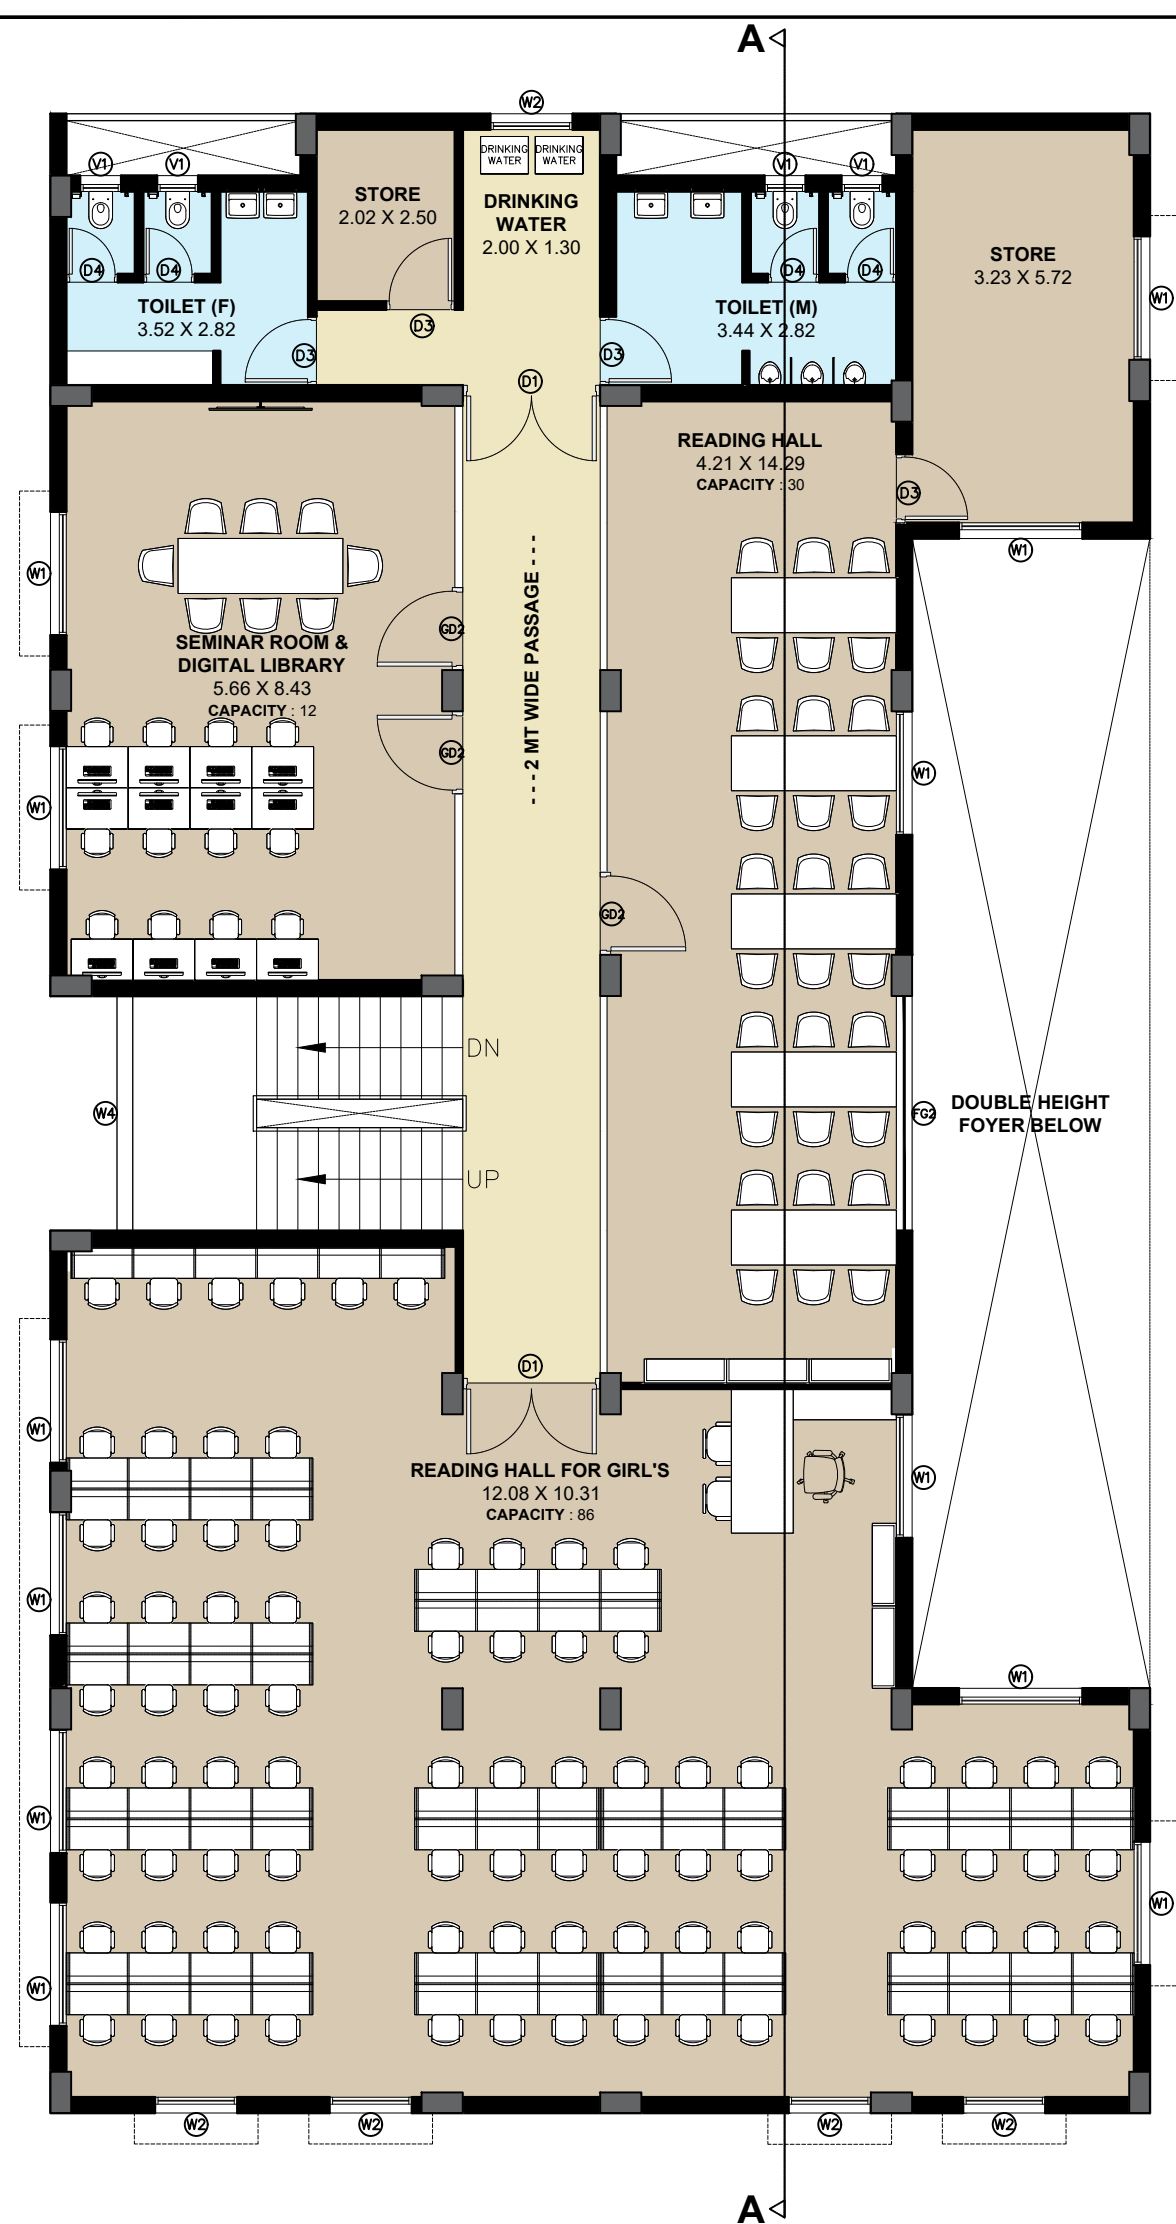 A
W2
V1
V1
V1
V1
DRINKING
WATER
DRINKING
WATER
STORE
2.02 X 2.50
DRINKING
WATER
2.00 X 1.30
STORE
3.23 X 5.72
D4
D4
D4
D4
W1
TOILET (F)
3.52 X 2.82
TOILET (M)
3.44 X 2.82
D3
D3
D3
D1
READING HALL
4.21 X 14.29
CAPACITY : 30
D3
W1
W1
--- 2 MT WIDE PASSAGE ---
GD2
SEMINAR ROOM &
DIGITAL LIBRARY
5.66 X 8.43
CAPACITY : 12
GD2
W1
W1
GD2
DN
W4
FG2
DOUBLE HEIGHT
FOYER BELOW
UP
D1
W1
READING HALL FOR GIRL'S
12.08 X 10.31
CAPACITY : 86
W1
W1
W1
W1
W1
W1
W2
W2
W2
W2
A